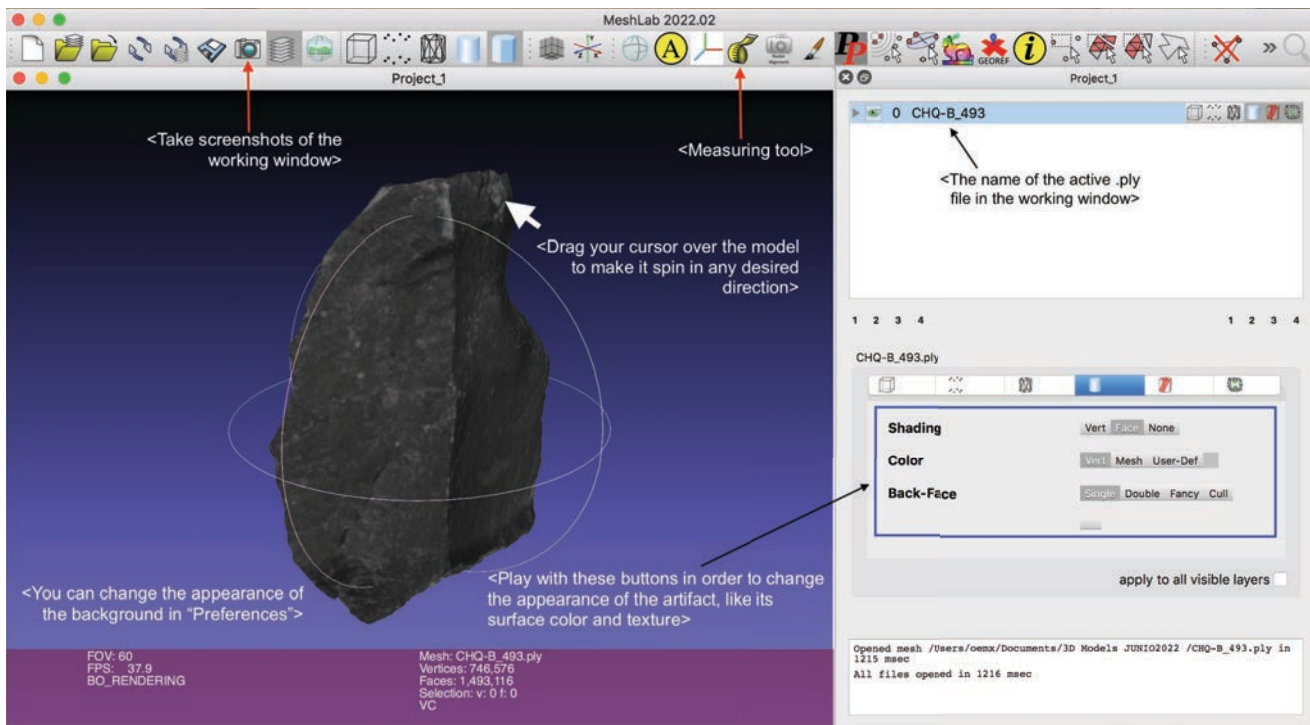 MeshLab 2022.02
A
Pp
GEOREF
i
»
Project_1
Project_1
<Take screenshots of the
working window>
<Measuring tool>
<Drag your cursor over the model
to make it spin in any desired
direction>
<You can change the appearance of
the background in “Preferences”>
<Play with these buttons in order to change
the appearance of the artifact, like its
surface color and texture>
FOV: 60
FPS: 37.9
BO_RENDERING
Mesh: CHQ-B_493.ply
Vertices: 746,576
Faces: 1,493,116
Selection: v: 0 f: 0
VC
0 CHQ-B_493
<The name of the active .ply
file in the working window>
1 2 3 4 1 2 3 4
CHQ-B_493.ply
Shading Vert Face None
Color Vert Mesh User-Def
Back-Face Single Double Fancy Cull
apply to all visible layers
Opened mesh /Users/oemx/Documents/3D Models JUNIO2022 /CHQ-B_493.ply in
1215 msec
All files opened in 1216 msec